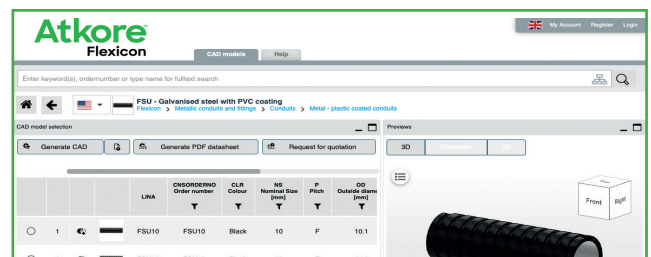 Atkore
Flexicon
My Account Register Login
CAD models Help
Enter keyword(s), ordernumber or type name for fulltext search
FSU - Galvanised steel with PVC coating
Flexicon > Metallic conduits and fittings > Conduits > Metal - plastic coated conduits
CAD model selection
Previews
Generate CAD Generate PDF datasheet Request for quotation
3D
LINA CNSORDERNO Order number CLR Colour NS Nominal Size [mm] P Pitch OD Outside diame [mm]
1 FSU10 FSU10 Black 10 F 10.1
Front Right